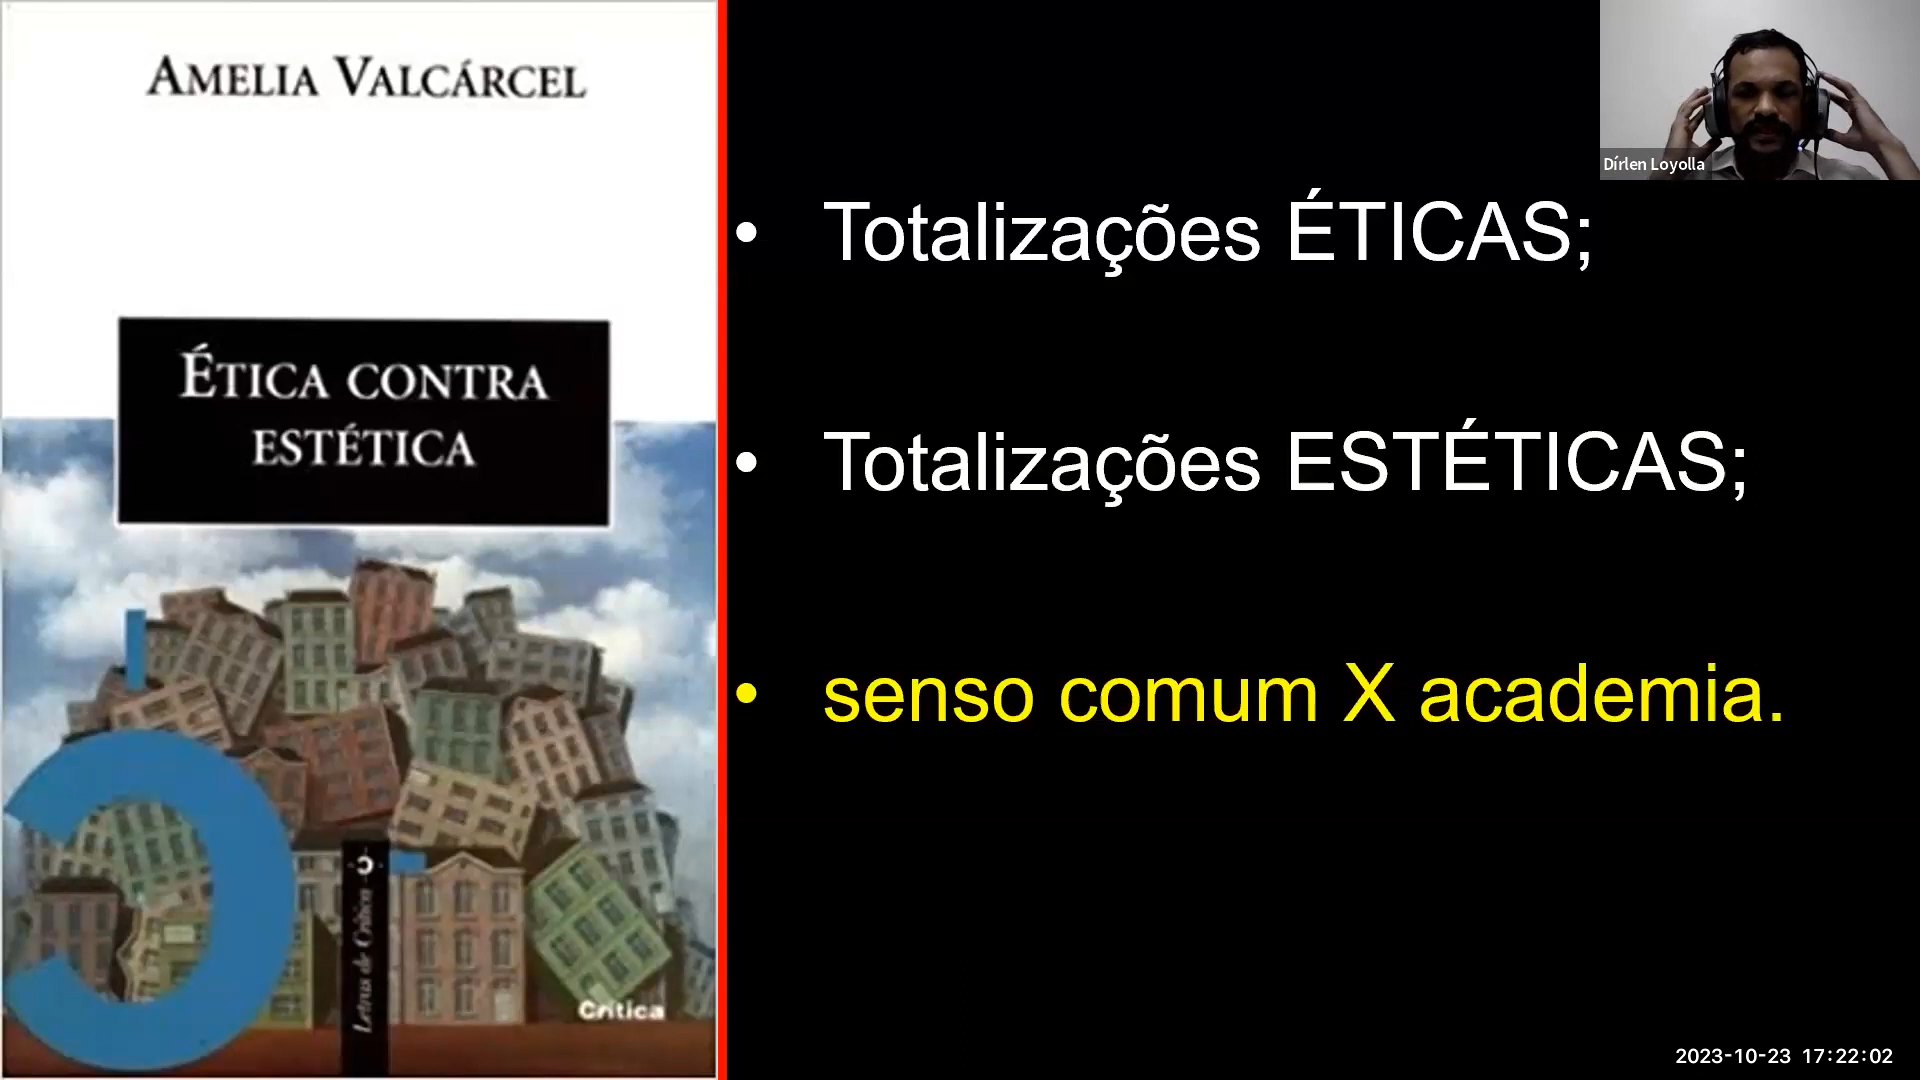 AMELIA VALCÁRCEL
ÉTICA CONTRA
ESTÉTICA
Letras de Crítica
Crítica
• Totalizações ÉTICAS;
• Totalizações ESTÉTICAS;
• senso comum X academia.
Dírlen Loyolla
2023-10-23 17:22:02